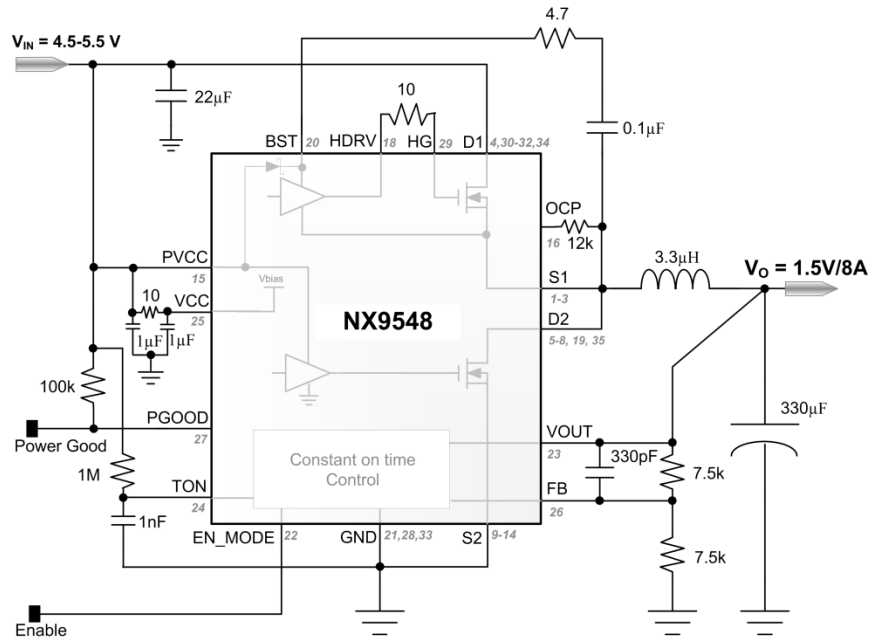 4.7
V_IN = 4.5-5.5 V
22µF
10
0.1µF
BST 20
HDRV 18
HG 29
D1 4,30-32,34
OCP
16
12k
3.3µH
V_O = 1.5V/8A
PVCC
15
S1
1-3
Vbias
10
VCC
25
1µF
1µF
NX9548
D2
5-8, 19, 35
100k
330µF
PGOOD
27
Power Good
VOUT
23
Constant on time
Control
330pF
7.5k
1M
TON
24
FB
26
1nF
EN_MODE 22
GND 21,28,33
S2 9-14
7.5k
Enable